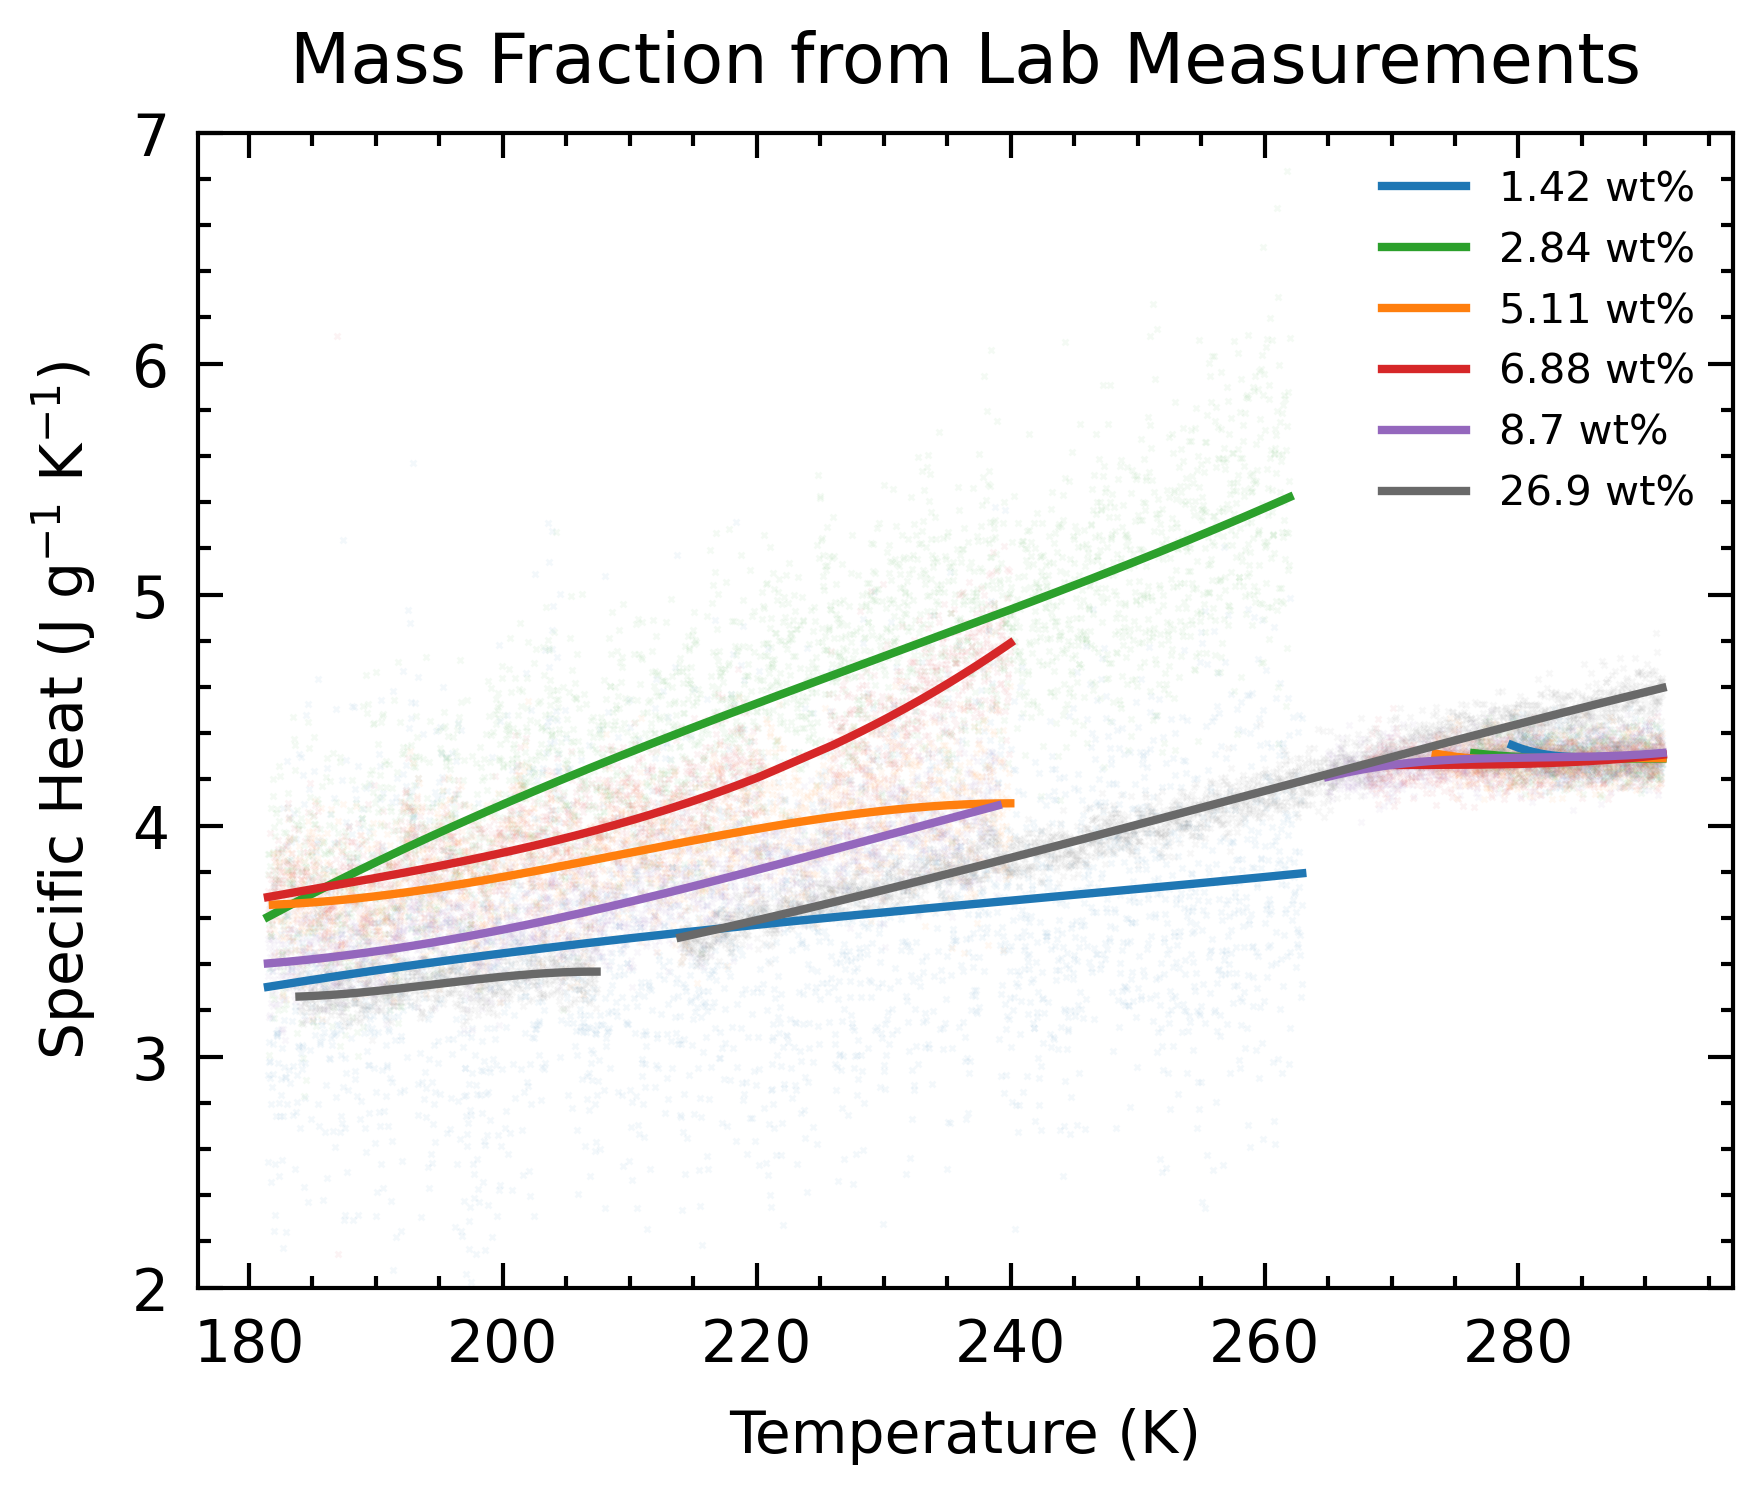 Mass Fraction from Lab Measurements
7
6
5
4
3
2
Specific Heat (J g⁻¹ K⁻¹)
1.42 wt%
2.84 wt%
5.11 wt%
6.88 wt%
8.7 wt%
26.9 wt%
180 200 220 240 260 280
Temperature (K)